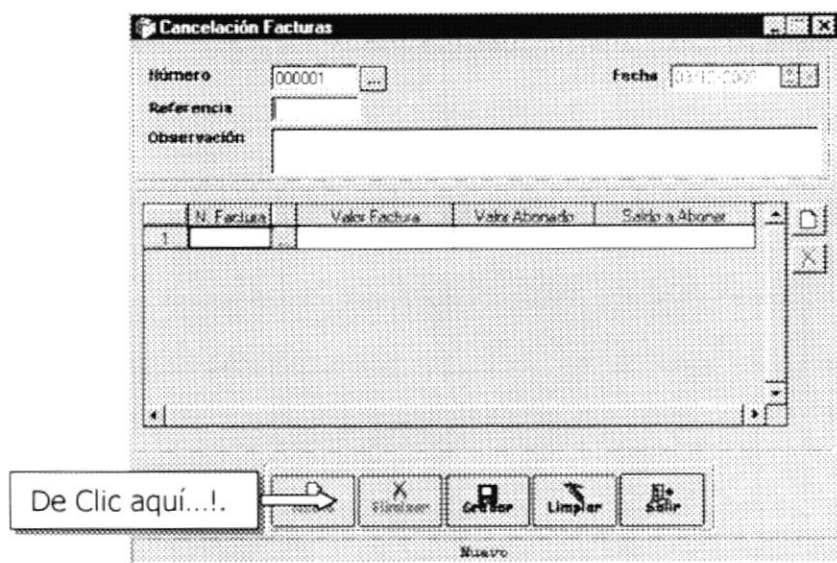 Cancelación Facturas
Número 000001 ... Fecha
Referencia
Observación
N. Factura Valor Factura Valor Abonado Saldo a Abonar
1 ...
De Clic aquí...!.
Eliminar Grabar Limpiar Salir
Nuevo